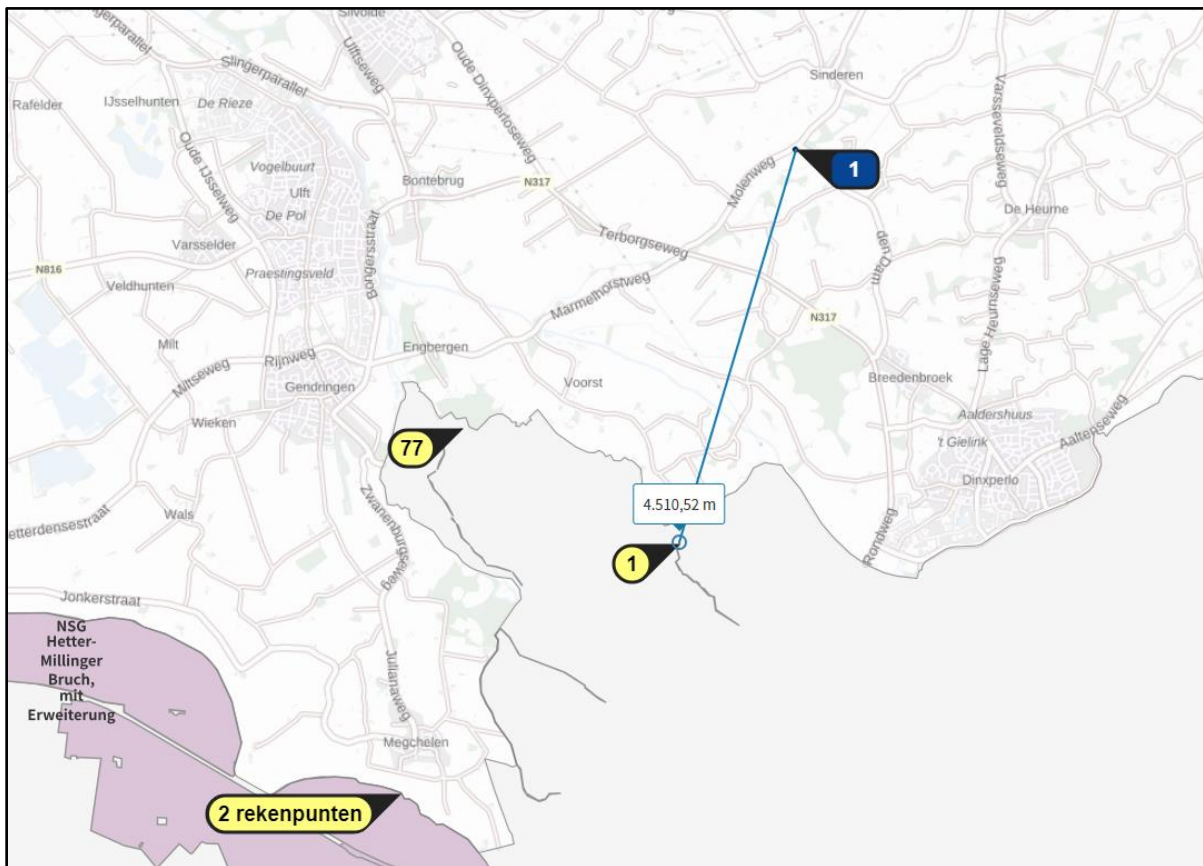 Silvolde
Slingerparallel
Slingerparallel
Ulftseweg
Oude Dinxperloseweg
Sinderen
Rafelder
IJsselhunten
De Rieze
Varsseveldseweg
Oude IJsselweg
Vogelbuurt
Ulft
Bontebrug
N317
Molenweg
1
De Pol
De Heurne
Varsselder
Bongersstraat
Terborgseweg
den Dam
N816
Praestingsveld
Veldhunten
Marmelhorstweg
Lage Heurnseweg
N317
Milt
Rijnweg
Engbergen
Miltseweg
Gendringen
Voorst
Breedenbroek
Wieken
Aaldershuus
Aaltenseweg
77
't Gielink
Dinxperlo
Wals
Zwanenburgseweg
4.510,52 m
etterdensestraat
Rondweg
1
Jonkerstraat
NSG
Hetter-
Millinger
Bruch,
mit
Erweiterung
Julianaweg
Megchelen
2 rekenpunten